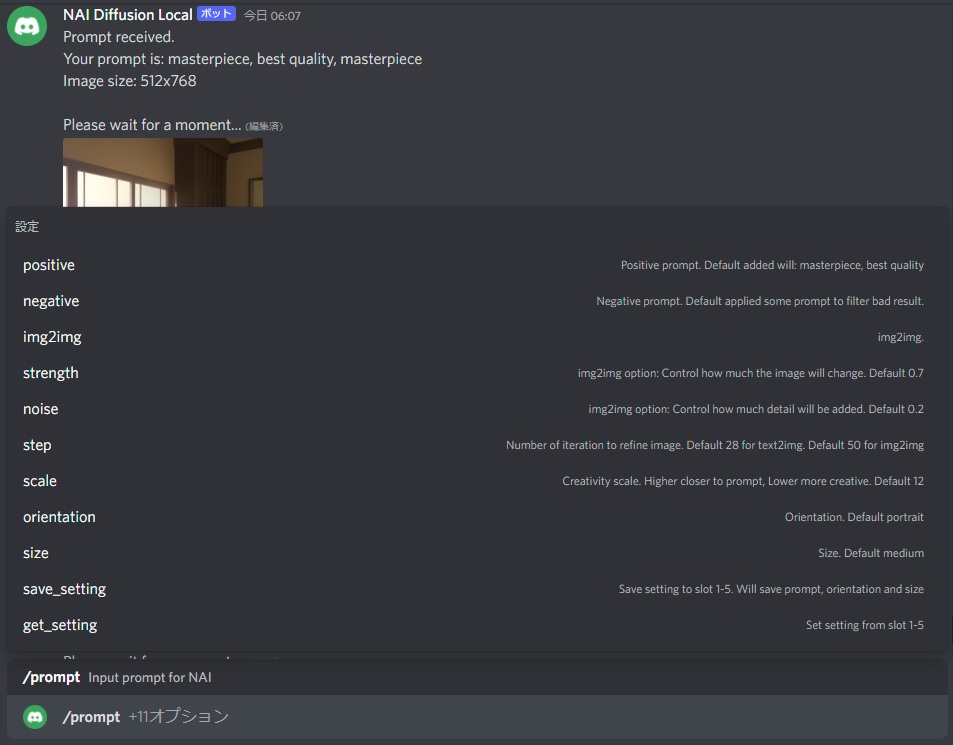 NAI Diffusion Local ボット 今日 06:07
Prompt received.
Your prompt is: masterpiece, best quality, masterpiece
Image size: 512x768
Please wait for a moment... (編集済)
設定
positive Positive prompt. Default added will: masterpiece, best quality
negative Negative prompt. Default applied some prompt to filter bad result.
img2img img2img.
strength img2img option: Control how much the image will change. Default 0.7
noise img2img option: Control how much detail will be added. Default 0.2
step Number of iteration to refine image. Default 28 for text2img. Default 50 for img2img
scale Creativity scale. Higher closer to prompt, Lower more creative. Default 12
orientation Orientation. Default portrait
size Size. Default medium
save_setting Save setting to slot 1-5. Will save prompt, orientation and size
get_setting Set setting from slot 1-5
/prompt Input prompt for NAI
/prompt +11オプション